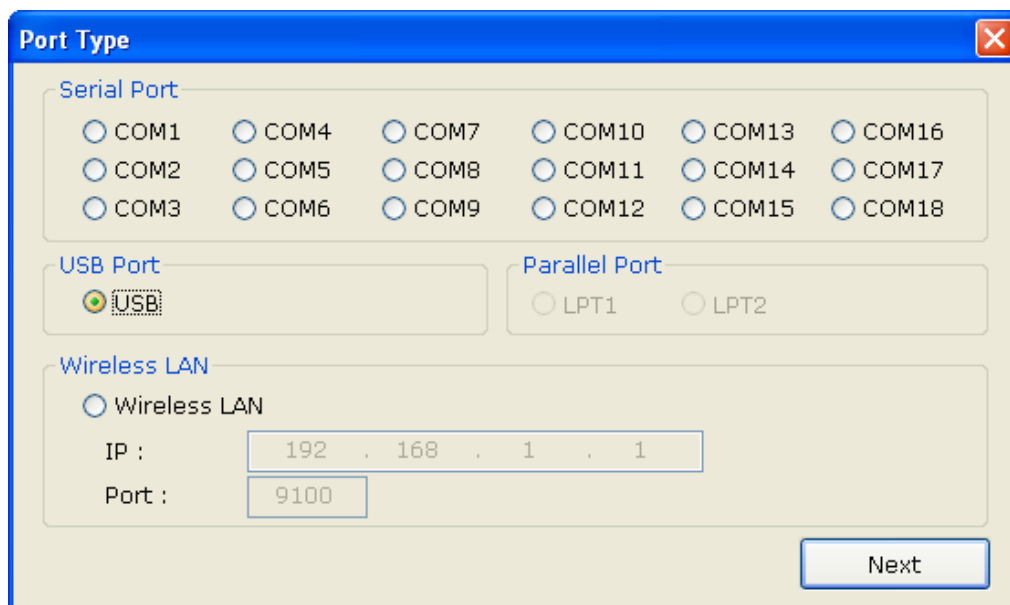 Port Type
Serial Port
COM1 COM4 COM7 COM10 COM13 COM16
COM2 COM5 COM8 COM11 COM14 COM17
COM3 COM6 COM9 COM12 COM15 COM18
USB Port Parallel Port
USB LPT1 LPT2
Wireless LAN
Wireless LAN
IP : 192 . 168 . 1 . 1
Port : 9100
Next